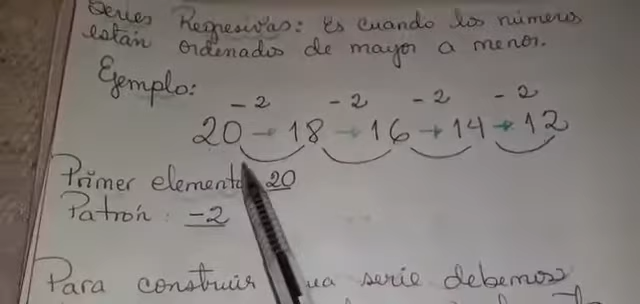 Series Regresivas: Es cuando los números
están ordenados de mayor a menor.
Ejemplo:
-2 -2 -2 -2
20 → 18 → 16 → 14 → 12
Primer elemento 20
Patrón: -2
Para construir una serie debemos